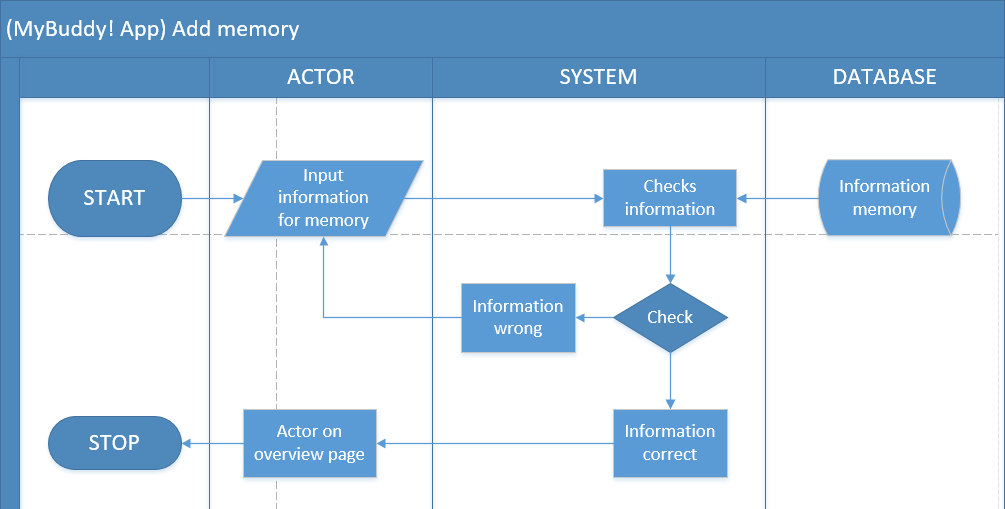 (MyBuddy! App) Add memory
ACTOR
SYSTEM
DATABASE
START
Input
information
for memory
Checks
information
Information
memory
Information
wrong
Check
STOP
Actor on
overview page
Information
correct